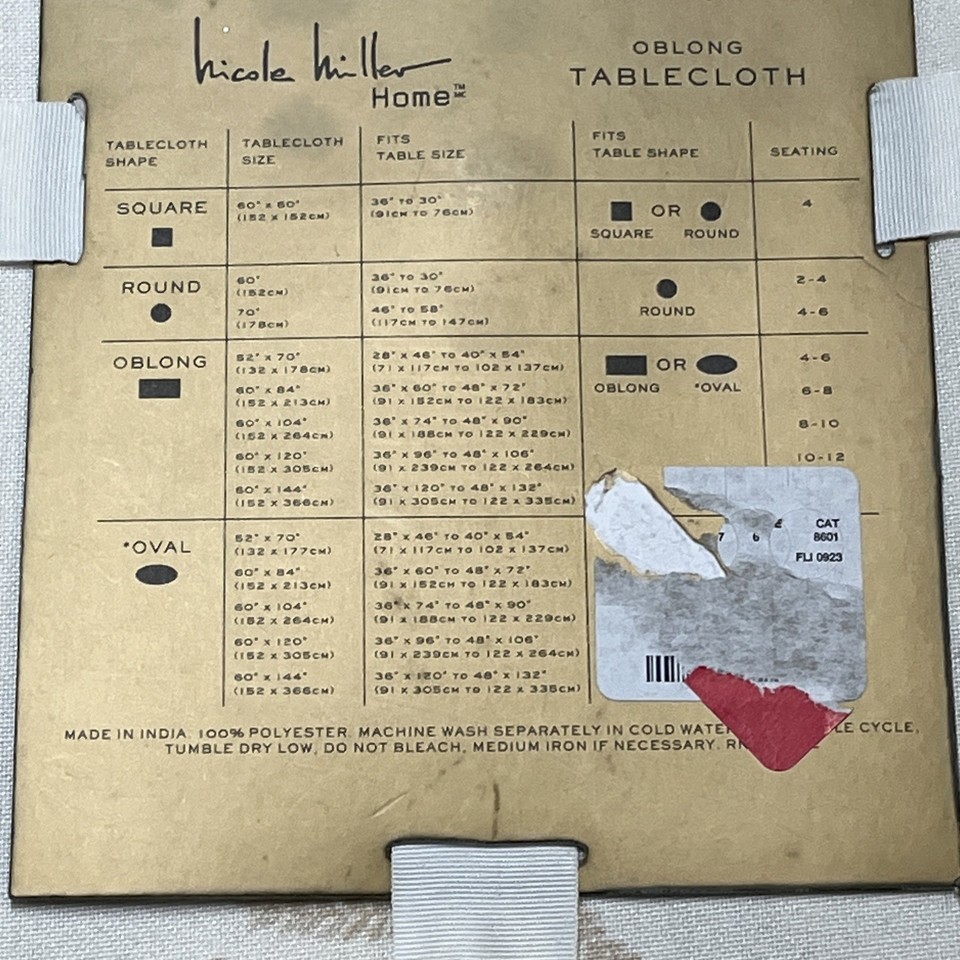 nicole miller
Home™ MC
OBLONG
TABLECLOTH
TABLECLOTH SHAPE
TABLECLOTH SIZE
FITS TABLE SIZE
FITS TABLE SHAPE
SEATING
SQUARE
60" x 60"
(152 x 152CM)
36" TO 30"
(91CM TO 76CM)
OR
SQUARE ROUND
4
ROUND
60"
(152CM)
36" TO 30"
(91CM TO 76CM)
2-4
70"
(178CM)
46" TO 58"
(117CM TO 147CM)
ROUND
4-6
OBLONG
52" x 70"
(132 x 178CM)
28" x 46" TO 40" x 54"
(71 x 117CM TO 102 x 137CM)
OR
OBLONG *OVAL
4-6
60" x 84"
(152 x 213CM)
36" x 60" TO 48" x 72"
(91 x 152CM TO 122 x 183CM)
6-8
60" x 104"
(152 x 264CM)
36" x 74" TO 48" x 90"
(91 x 188CM TO 122 x 229CM)
8-10
60" x 120"
(152 x 305CM)
36" x 96" TO 48" x 106"
(91 x 239CM TO 122 x 264CM)
10-12
60" x 144"
(152 x 366CM)
36" x 120" TO 48" x 132"
(91 x 305CM TO 122 x 335CM)
*OVAL
52" x 70"
(132 x 177CM)
28" x 46" TO 40" x 54"
(71 x 117CM TO 102 x 137CM)
60" x 84"
(152 x 213CM)
36" x 60" TO 48" x 72"
(91 x 152CM TO 122 x 183CM)
60" x 104"
(152 x 264CM)
36" x 74" TO 48" x 90"
(91 x 188CM TO 122 x 229CM)
60" x 120"
(152 x 305CM)
36" x 96" TO 48" x 106"
(91 x 239CM TO 122 x 264CM)
60" x 144"
(152 x 366CM)
36" x 120" TO 48" x 132"
(91 x 305CM TO 122 x 335CM)
CAT
7 6 8601
FLI 0923
MADE IN INDIA. 100% POLYESTER. MACHINE WASH SEPARATELY IN COLD CYCLE,
TUMBLE DRY LOW, DO NOT BLEACH, MEDIUM IRON IF NECESSARY.